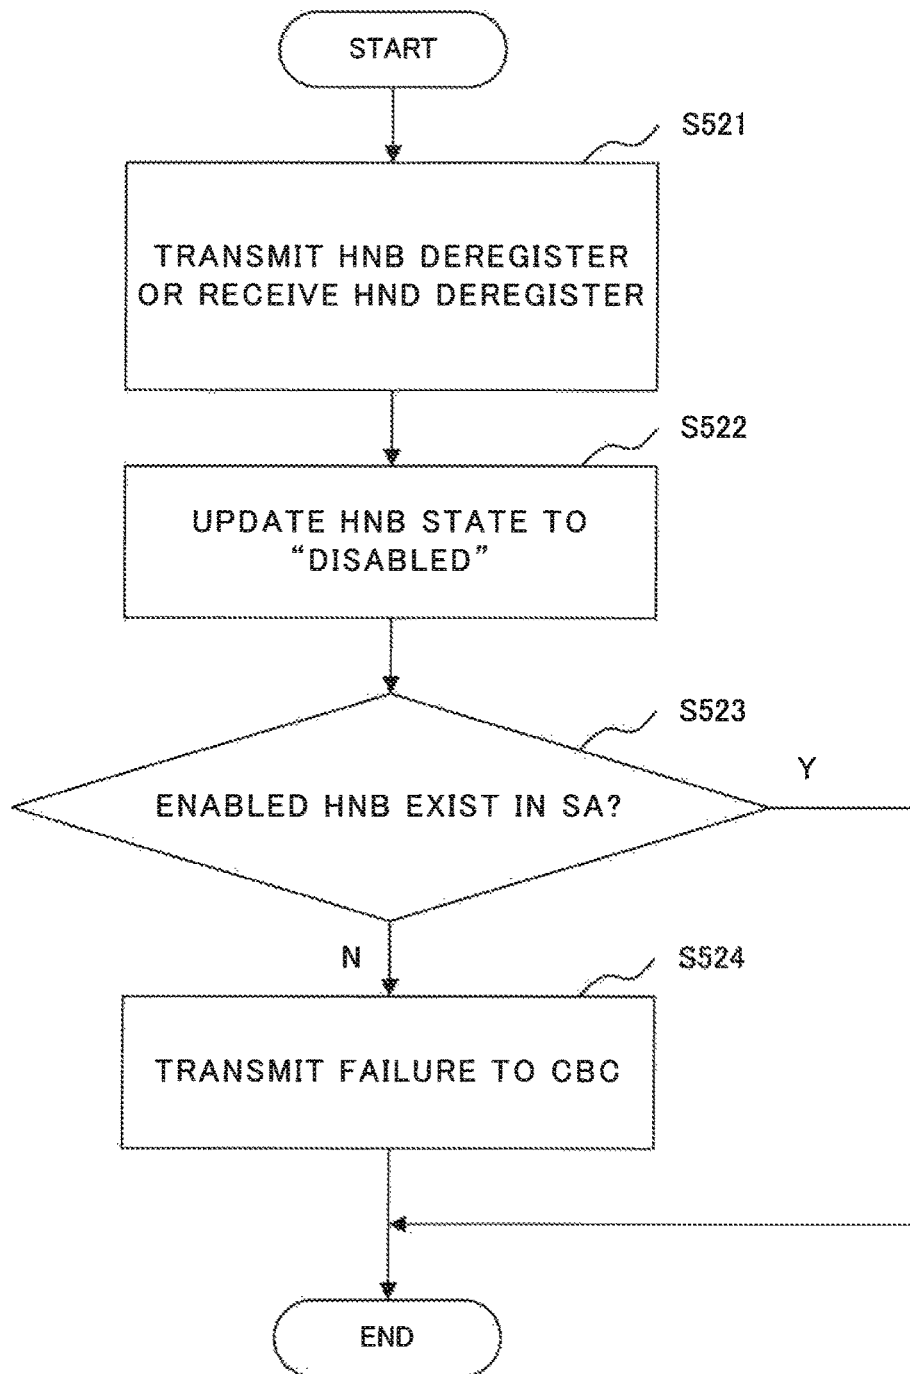 START
S521
TRANSMIT HNB DEREGISTER
OR RECEIVE HND DEREGISTER
S522
UPDATE HNB STATE TO
“DISABLED”
S523
Y
ENABLED HNB EXIST IN SA?
N
S524
TRANSMIT FAILURE TO CBC
END